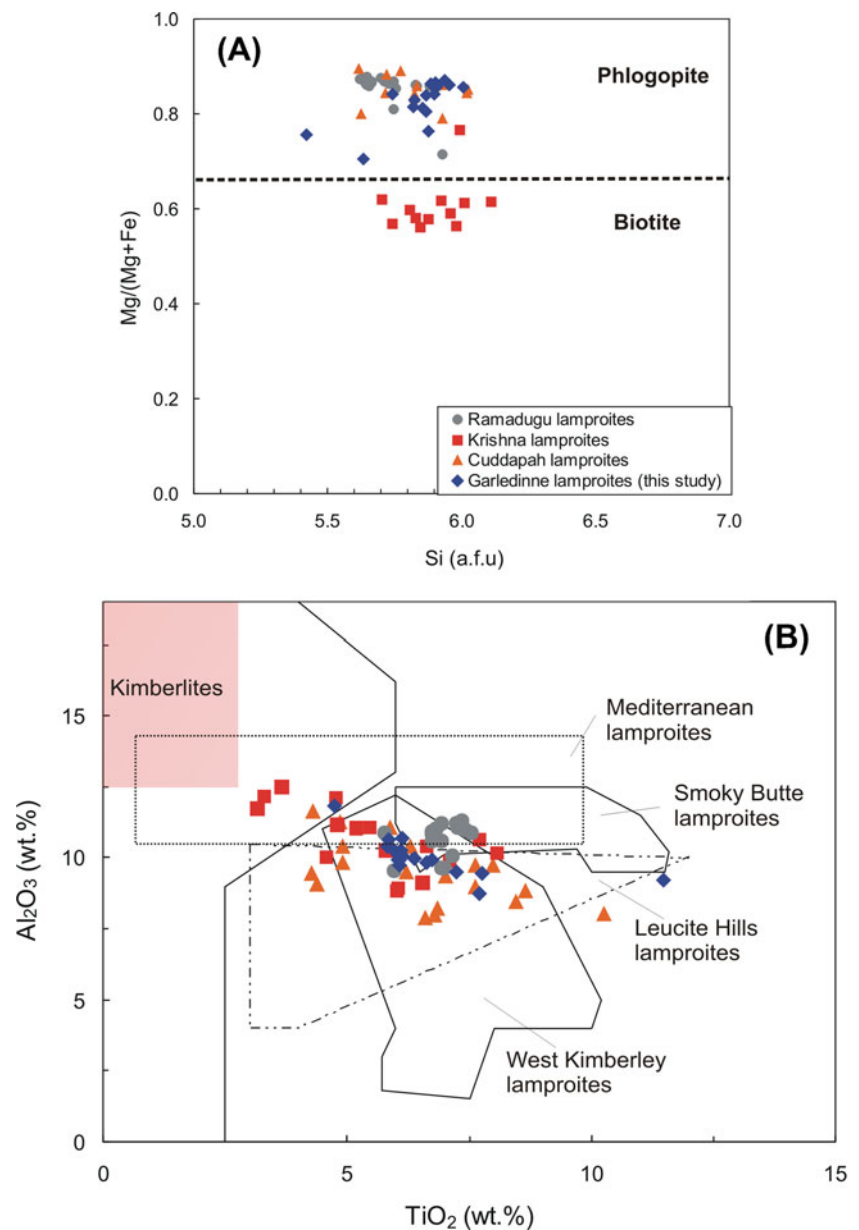 (A)
1.0
0.8
0.6
0.4
0.2
0.0
Mg/(Mg+Fe)
Phlogopite
Biotite
Ramadugu lamproites
Krishna lamproites
Cuddapah lamproites
Garledinne lamproites (this study)
5.0 5.5 6.0 6.5 7.0
Si (a.f.u)
(B)
Kimberlites
Mediterranean
lamproites
Smoky Butte
lamproites
Leucite Hills
lamproites
West Kimberley
lamproites
15
10
5
0
Al₂O₃ (wt.%)
0 5 10 15
TiO₂ (wt.%)